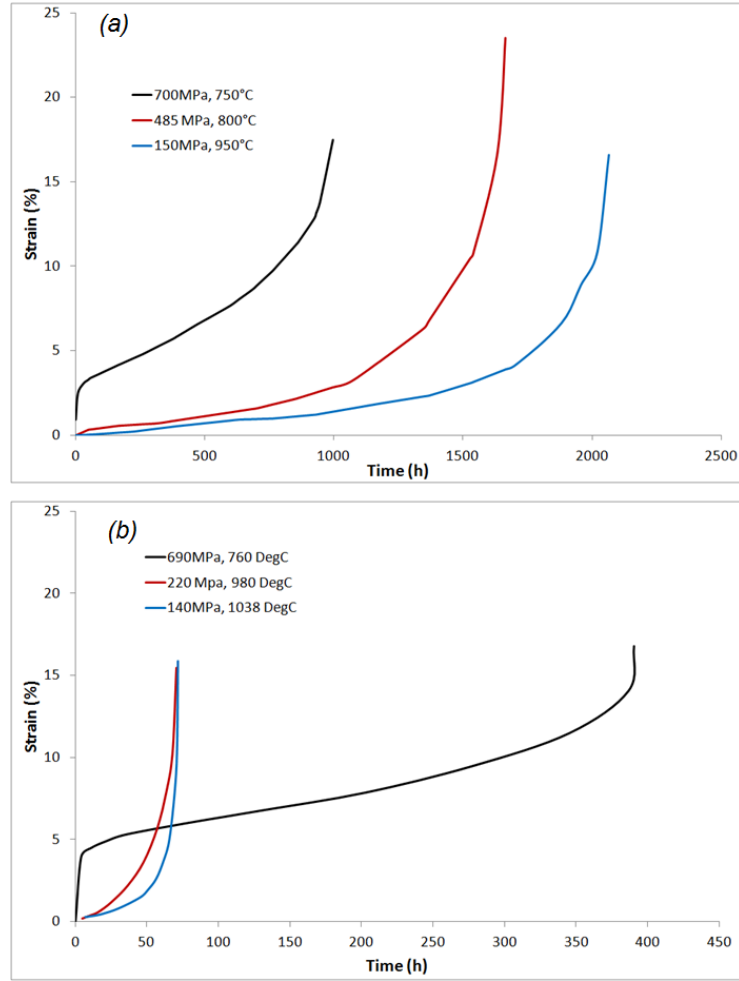 (a)
25
20
15
10
5
0
Strain (%)
700MPa, 750°C
485 MPa, 800°C
150MPa, 950°C
0 500 1000 1500 2000 2500
Time (h)
(b)
25
20
15
10
5
0
Strain (%)
690MPa, 760 DegC
220 Mpa, 980 DegC
140MPa, 1038 DegC
0 50 100 150 200 250 300 350 400 450
Time (h)